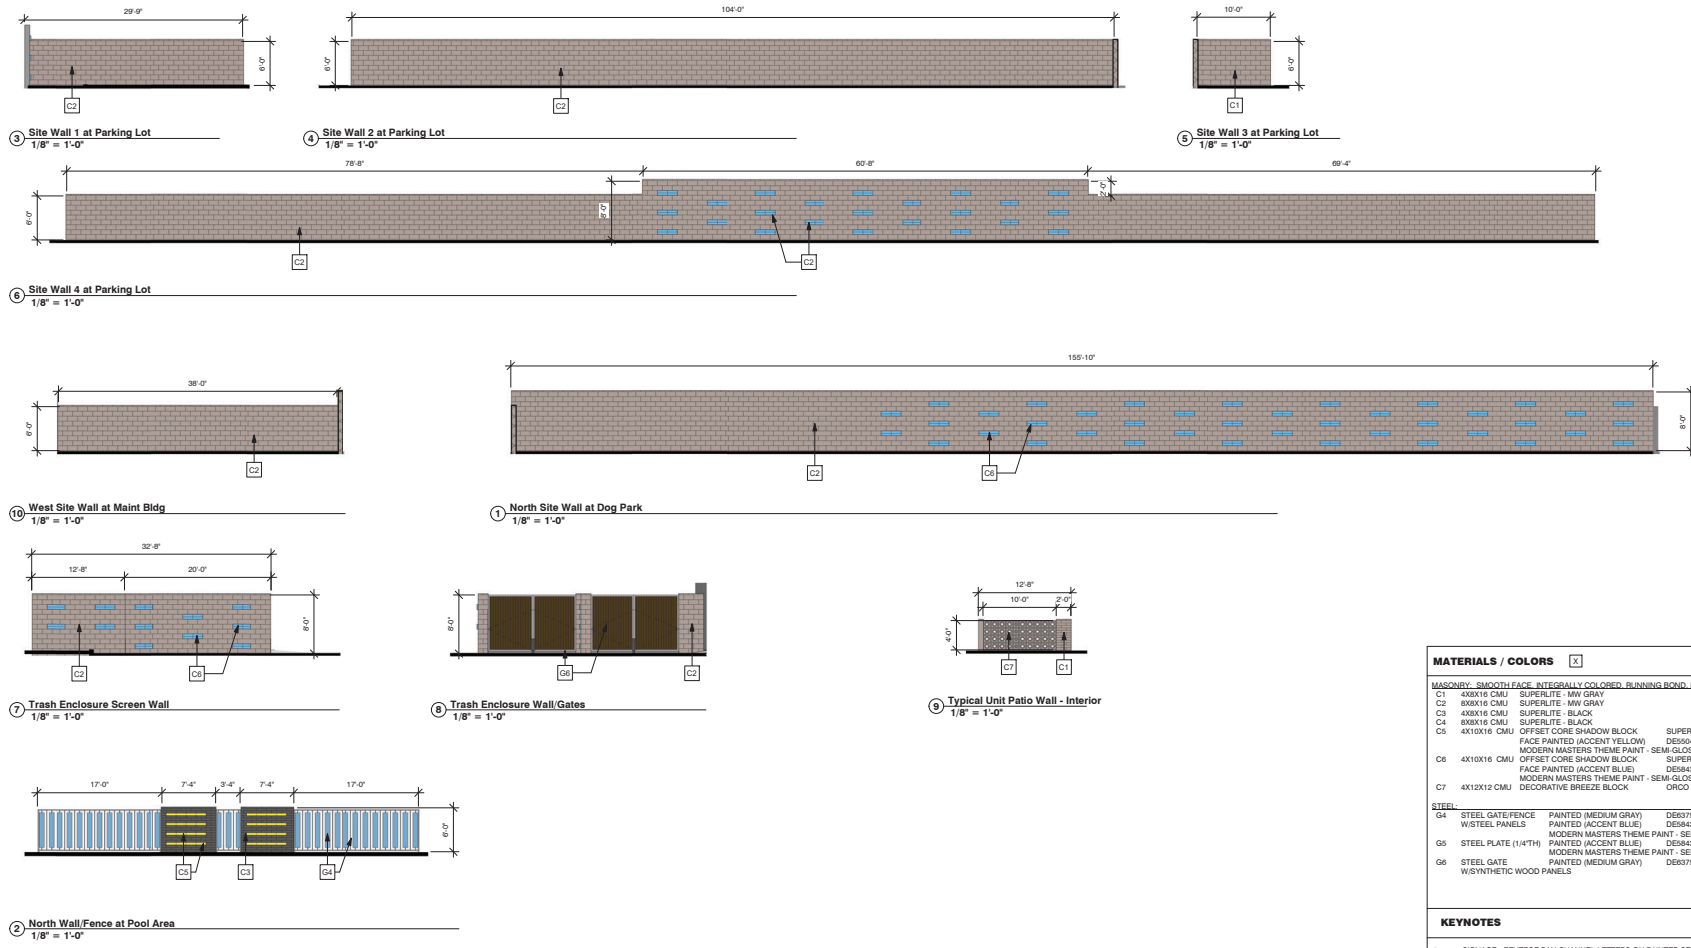 29'-9"
104'-0"
10'-0"
6'-0"
6'-0"
6'-0"
C2
C2
C1
3 Site Wall 1 at Parking Lot
1/8" = 1'-0"
4 Site Wall 2 at Parking Lot
1/8" = 1'-0"
5 Site Wall 3 at Parking Lot
1/8" = 1'-0"
78'-8"
60'-8"
69'-4"
6'-0"
8'-0"
2'-0"
C2
C2
6 Site Wall 4 at Parking Lot
1/8" = 1'-0"
38'-0"
155'-10"
6'-0"
8'-0"
C2
C2
C6
10 West Site Wall at Maint Bldg
1/8" = 1'-0"
1 North Site Wall at Dog Park
1/8" = 1'-0"
32'-8"
12'-8"
20'-0"
8'-0"
C2
C6
7 Trash Enclosure Screen Wall
1/8" = 1'-0"
8'-0"
G6
C2
8 Trash Enclosure Wall/Gates
1/8" = 1'-0"
12'-8"
10'-0"
2'-0"
4'-0"
C7
C1
9 Typical Unit Patio Wall - Interior
1/8" = 1'-0"
17'-0"
7'-4"
3'-4"
7'-4"
17'-0"
6'-0"
C5
C3
G4
2 North Wall/Fence at Pool Area
1/8" = 1'-0"
MATERIALS / COLORS X
MASONRY: SMOOTH FACE, INTEGRALLY COLORED, RUNNING BOND,
C1 4X8X16 CMU SUPERLITE - MW GRAY
C2 8X8X16 CMU SUPERLITE - MW GRAY
C3 4X8X16 CMU SUPERLITE - BLACK
C4 8X8X16 CMU SUPERLITE - BLACK
C5 4X10X16 CMU OFFSET CORE SHADOW BLOCK SUPER
FACE PAINTED (ACCENT YELLOW) DE550
MODERN MASTERS THEME PAINT - SEMI-GLOS
C6 4X10X16 CMU OFFSET CORE SHADOW BLOCK SUPER
FACE PAINTED (ACCENT BLUE) DE584
MODERN MASTERS THEME PAINT - SEMI-GLOS
C7 4X12X12 CMU DECORATIVE BREEZE BLOCK ORCO
STEEL:
G4 STEEL GATE/FENCE PAINTED (MEDIUM GRAY) DE637
W/STEEL PANELS PAINTED (ACCENT BLUE) DE584
MODERN MASTERS THEME PAINT - SE
G5 STEEL PLATE (1/4"TH) PAINTED (ACCENT BLUE) DE584
MODERN MASTERS THEME PAINT - SE
G6 STEEL GATE PAINTED (MEDIUM GRAY) DE637
W/SYNTHETIC WOOD PANELS
KEYNOTES